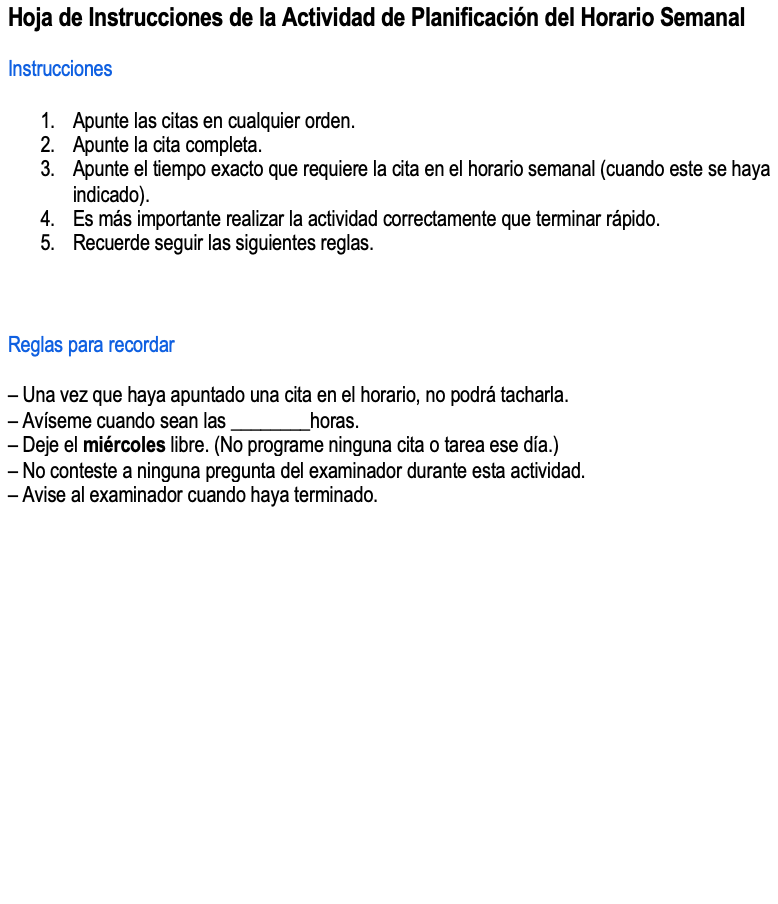 Hoja de Instrucciones de la Actividad de Planificación del Horario Semanal
Instrucciones
1. Apunte las citas en cualquier orden.
2. Apunte la cita completa.
3. Apunte el tiempo exacto que requiere la cita en el horario semanal (cuando este se haya
indicado).
4. Es más importante realizar la actividad correctamente que terminar rápido.
5. Recuerde seguir las siguientes reglas.
Reglas para recordar
– Una vez que haya apuntado una cita en el horario, no podrá tacharla.
– Avíseme cuando sean las ________horas.
– Deje el miércoles libre. (No programe ninguna cita o tarea ese día.)
– No conteste a ninguna pregunta del examinador durante esta actividad.
– Avise al examinador cuando haya terminado.